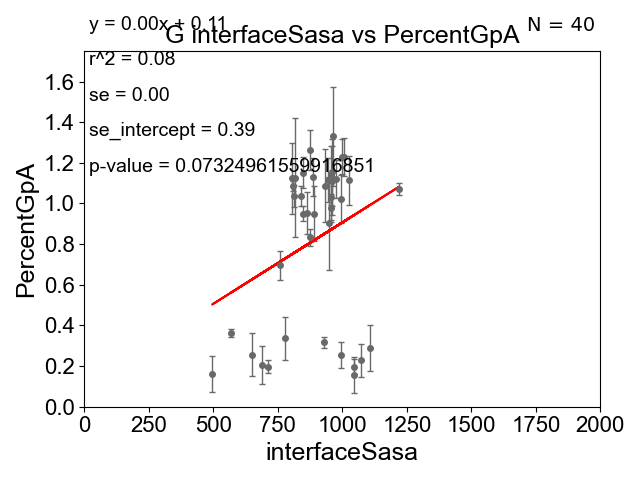 y = 0.00x + 0.11
N = 40
G interfaceSasa vs PercentGpA
r^2 = 0.08
se = 0.00
se_intercept = 0.39
p-value = 0.07324961559916851
PercentGpA
1.6
1.4
1.2
1.0
0.8
0.6
0.4
0.2
0.0
0 250 500 750 1000 1250 1500 1750 2000
interfaceSasa